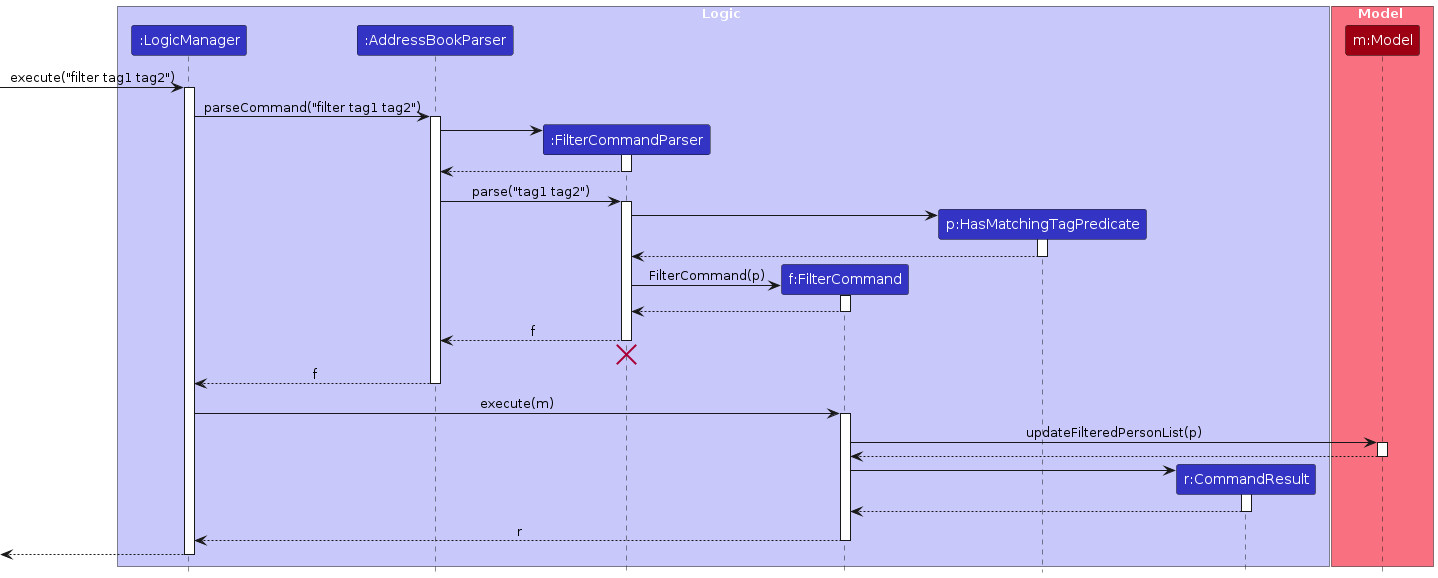 Logic
Model
:LogicManager
:AddressBookParser
m:Model
execute("filter tag1 tag2")
parseCommand("filter tag1 tag2")
:FilterCommandParser
parse("tag1 tag2")
p:HasMatchingTagPredicate
FilterCommand(p)
f:FilterCommand
f
f
execute(m)
updateFilteredPersonList(p)
r:CommandResult
r